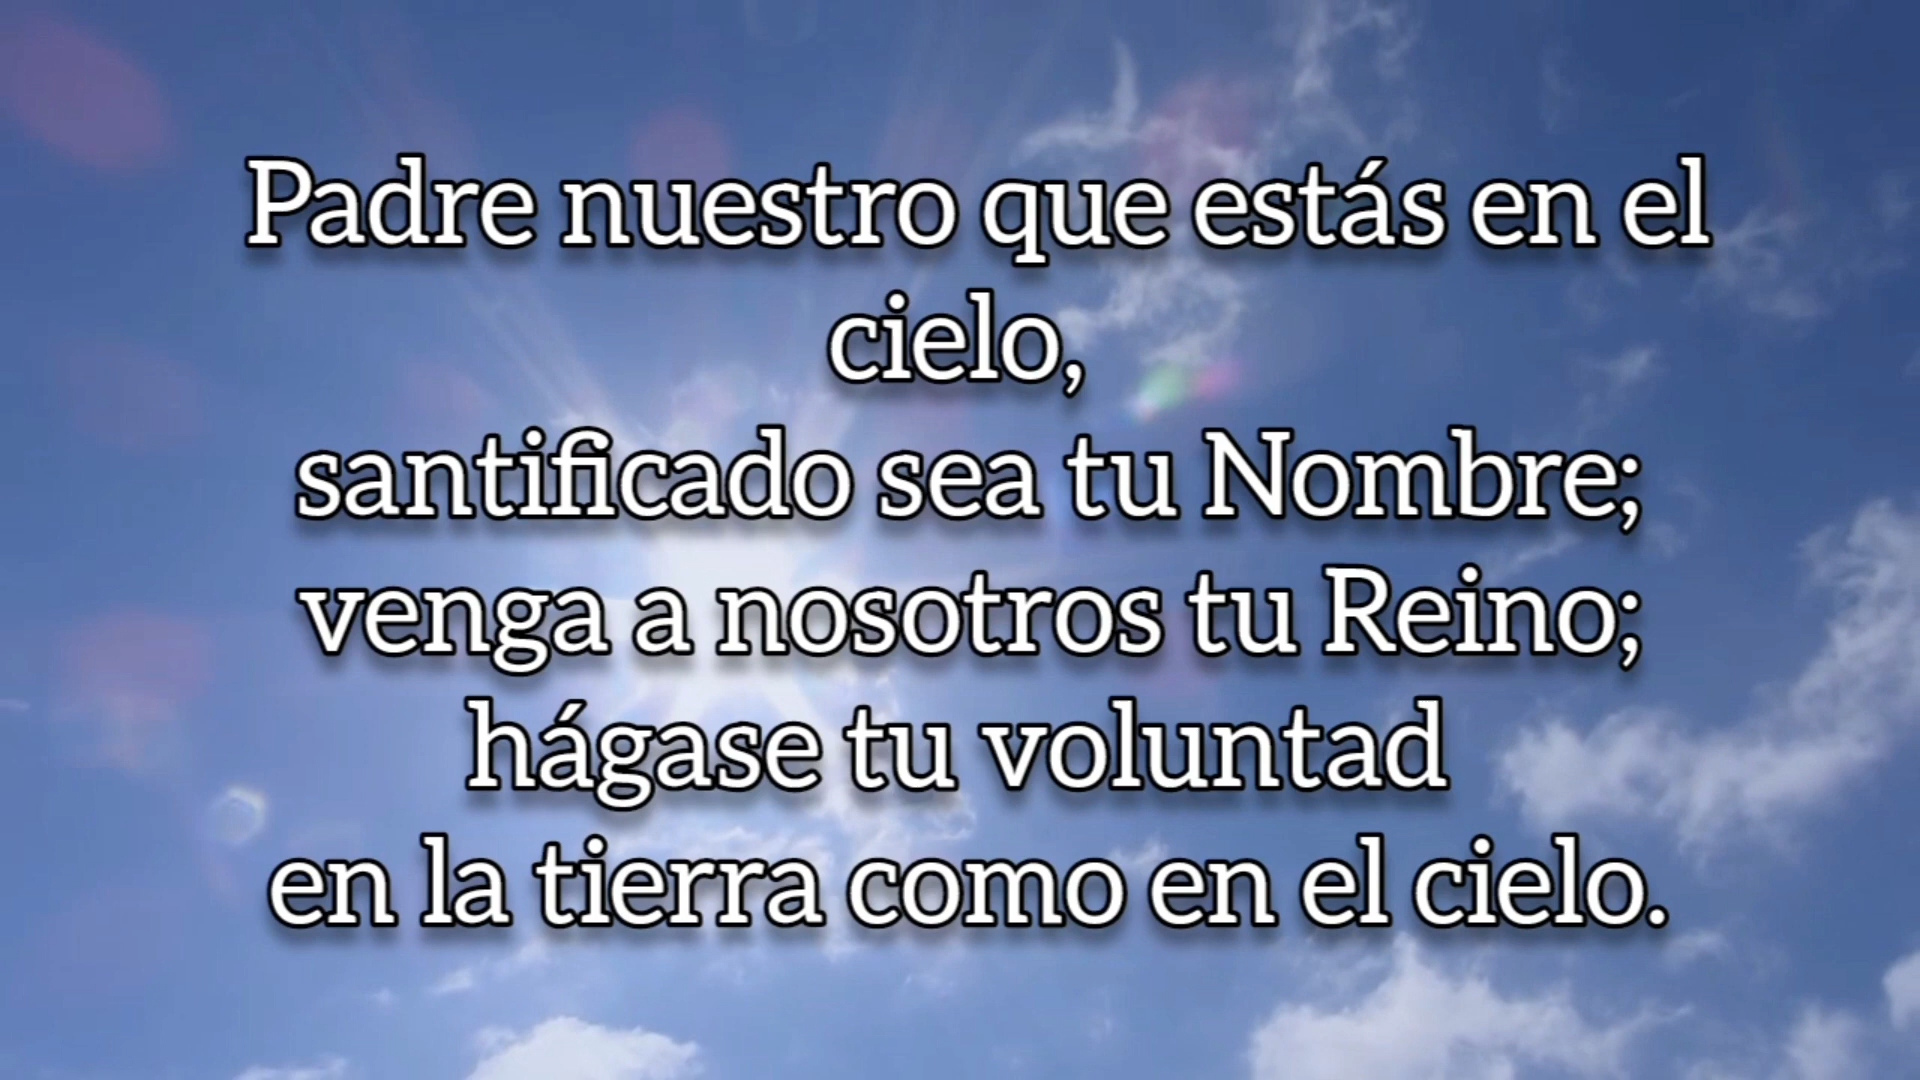 Padre nuestro que estás en el
cielo,
santificado sea tu Nombre;
venga a nosotros tu Reino;
hágase tu voluntad
en la tierra como en el cielo.